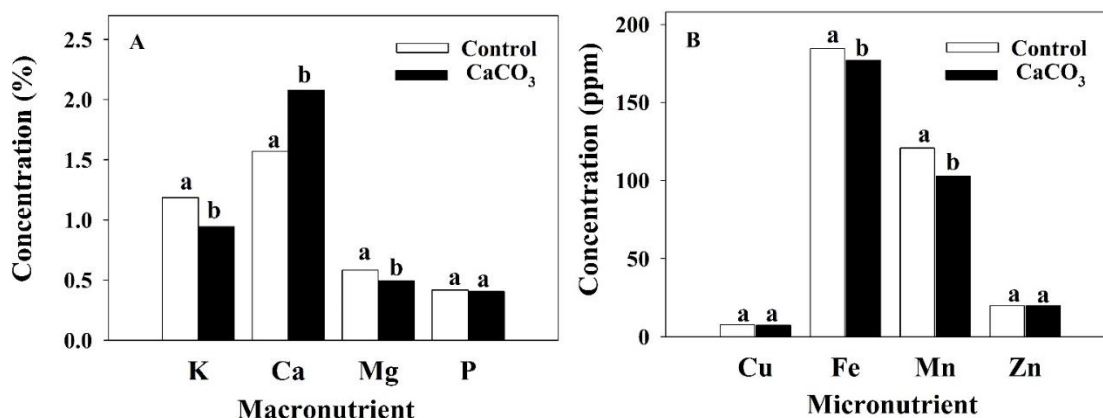 A
Control
CaCO₃
Concentration (%)
2.5
2.0
1.5
1.0
0.5
0.0
a
b
a
b
a
b
a
a
K
Ca
Mg
P
Macronutrient
B
Control
CaCO₃
Concentration (ppm)
200
150
100
50
0
a
a
a
b
a
b
a
a
Cu
Fe
Mn
Zn
Micronutrient